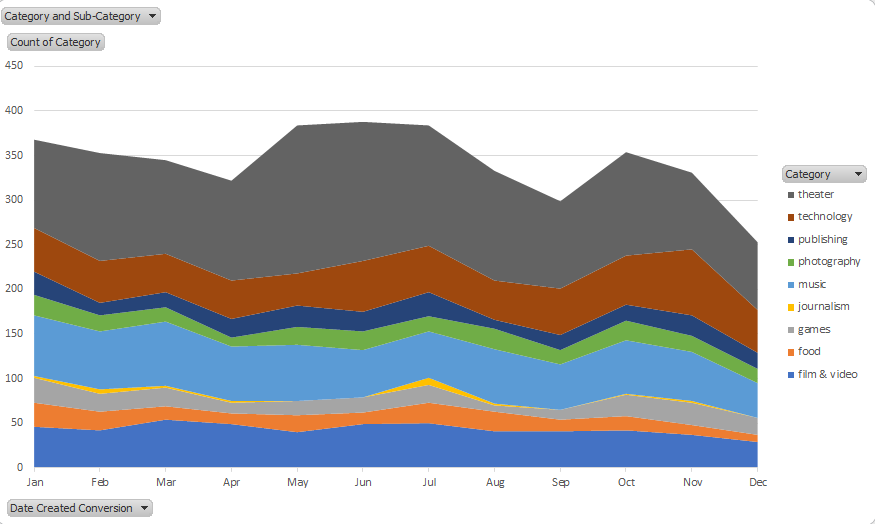 Category and Sub-Category
Count of Category
450
400
350
300
250
200
150
100
50
0
Jan Feb Mar Apr May Jun Jul Aug Sep Oct Nov Dec
Category
theater
technology
publishing
photography
music
journalism
games
food
film & video
Date Created Conversion